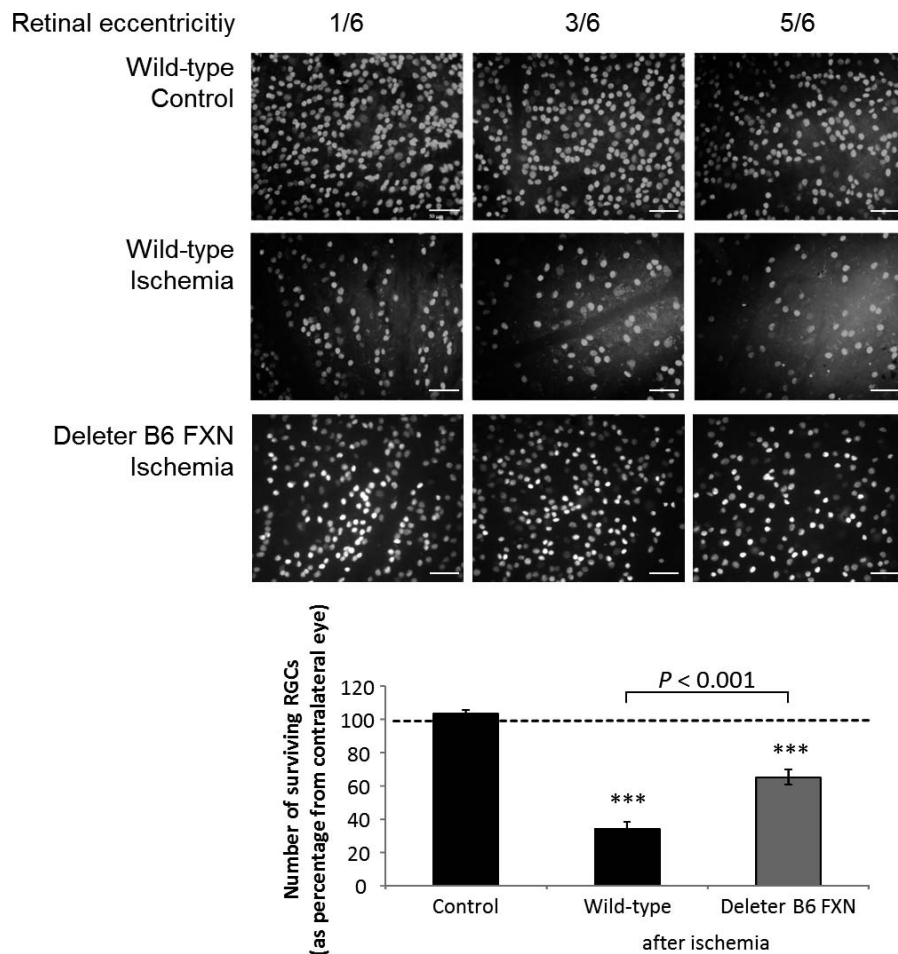 Retinal eccentricitiy 1/6 3/6 5/6
Wild-type
Control
Wild-type
Ischemia
Deleter B6 FXN
Ischemia
Number of surviving RGCs
(as percentage from contralateral eye)
120
100
80
60
40
20
0
P < 0.001
***
***
Control Wild-type Deleter B6 FXN
after ischemia